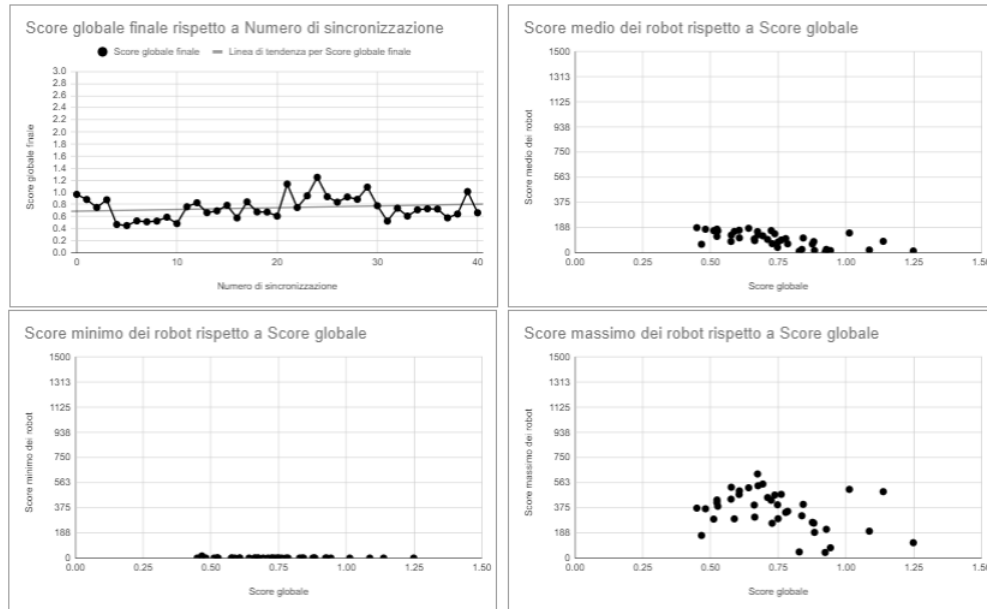 Score globale finale rispetto a Numero di sincronizzazione
Score globale finale
Linea di tendenza per Score globale finale
3.0
2.8
2.6
2.4
2.2
2.0
1.8
1.6
1.4
1.2
1.0
0.8
0.6
0.4
0.2
0.0
Score globale finale
0 10 20 30 40
Numero di sincronizzazione
Score medio dei robot rispetto a Score globale
1500
1313
1125
938
750
563
375
188
0
Score medio dei robot
0.00 0.25 0.50 0.75 1.00 1.25 1.50
Score globale
Score minimo dei robot rispetto a Score globale
1500
1313
1125
938
750
563
375
188
0
Score minimo dei robot
0.00 0.25 0.50 0.75 1.00 1.25 1.50
Score globale
Score massimo dei robot rispetto a Score globale
1500
1313
1125
938
750
563
375
188
0
Score massimo dei robot
0.00 0.25 0.50 0.75 1.00 1.25 1.50
Score globale